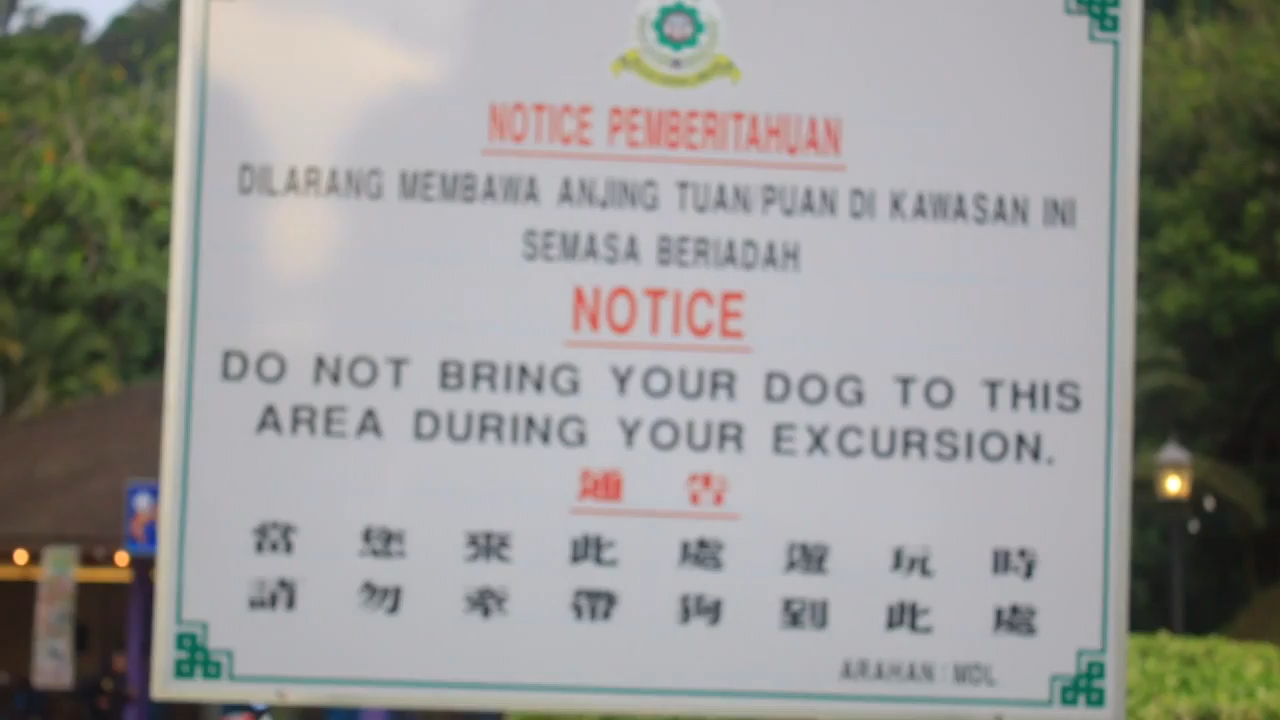 NOTICE PEMBERITAHUAN
DILARANG MEMBAWA ANJING TUAN/PUAN DI KAWASAN INI
SEMASA BERIADAH
NOTICE
DO NOT BRING YOUR DOG TO THIS
AREA DURING YOUR EXCURSION.
通 告
當 您 來 此 處 遊 玩 時
請 勿 牽 帶 狗 到 此 處
ARAHAN : MDL